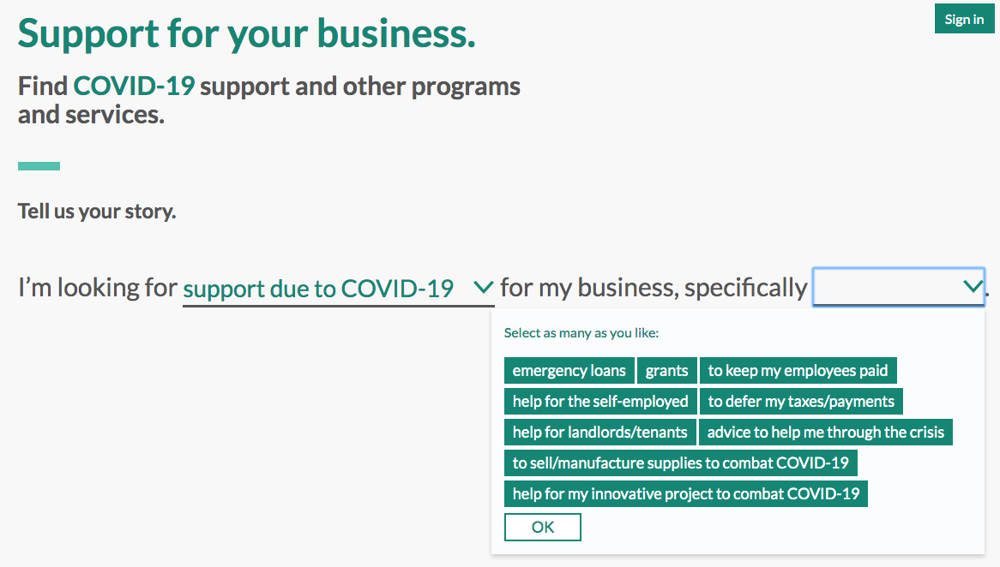 Support for your business.
Sign in
Find COVID-19 support and other programs
and services.
Tell us your story.
I’m looking for support due to COVID-19 for my business, specifically .
Select as many as you like:
emergency loans grants to keep my employees paid
help for the self-employed to defer my taxes/payments
help for landlords/tenants advice to help me through the crisis
to sell/manufacture supplies to combat COVID-19
help for my innovative project to combat COVID-19
OK